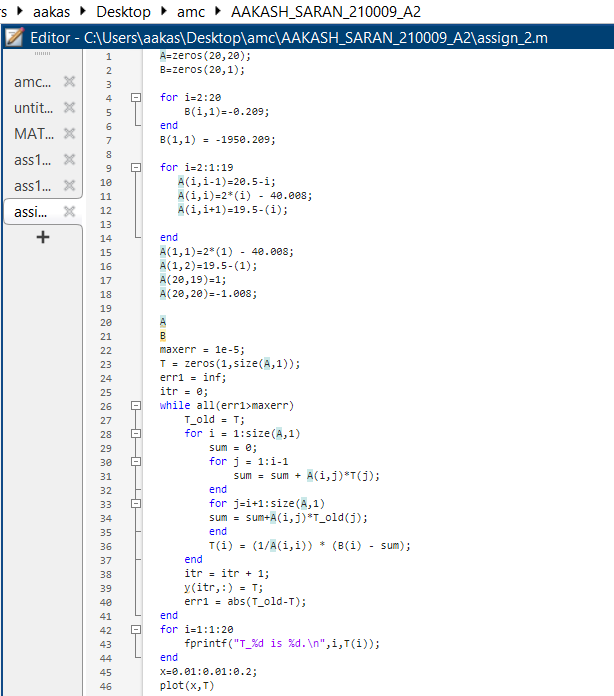 s › aakas › Desktop › amc › AAKASH_SARAN_210009_A2
Editor - C:\Users\aakas\Desktop\amc\AAKASH_SARAN_210009_A2\assign_2.m
amc...
untit...
MAT...
ass1...
ass1...
assi...
+
1 A=zeros(20,20);
2 B=zeros(20,1);
3
4 for i=2:20
5     B(i,1)=-0.209;
6 end
7 B(1,1) = -1950.209;
8
9 for i=2:1:19
10    A(i,i-1)=20.5-i;
11    A(i,i)=2*(i) - 40.008;
12    A(i,i+1)=19.5-(i);
13
14 end
15 A(1,1)=2*(1) - 40.008;
16 A(1,2)=19.5-(1);
17 A(20,19)=1;
18 A(20,20)=-1.008;
19
20 A
21 B
22 maxerr = 1e-5;
23 T = zeros(1,size(A,1));
24 err1 = inf;
25 itr = 0;
26 while all(err1>maxerr)
27     T_old = T;
28     for i = 1:size(A,1)
29         sum = 0;
30         for j = 1:i-1
31             sum = sum + A(i,j)*T(j);
32         end
33         for j=i+1:size(A,1)
34         sum = sum+A(i,j)*T_old(j);
35         end
36         T(i) = (1/A(i,i)) * (B(i) - sum);
37     end
38     itr = itr + 1;
39     y(itr,:) = T;
40     err1 = abs(T_old-T);
41 end
42 for i=1:1:20
43     fprintf("T_%d is %d.\n",i,T(i));
44 end
45 x=0.01:0.01:0.2;
46 plot(x,T)